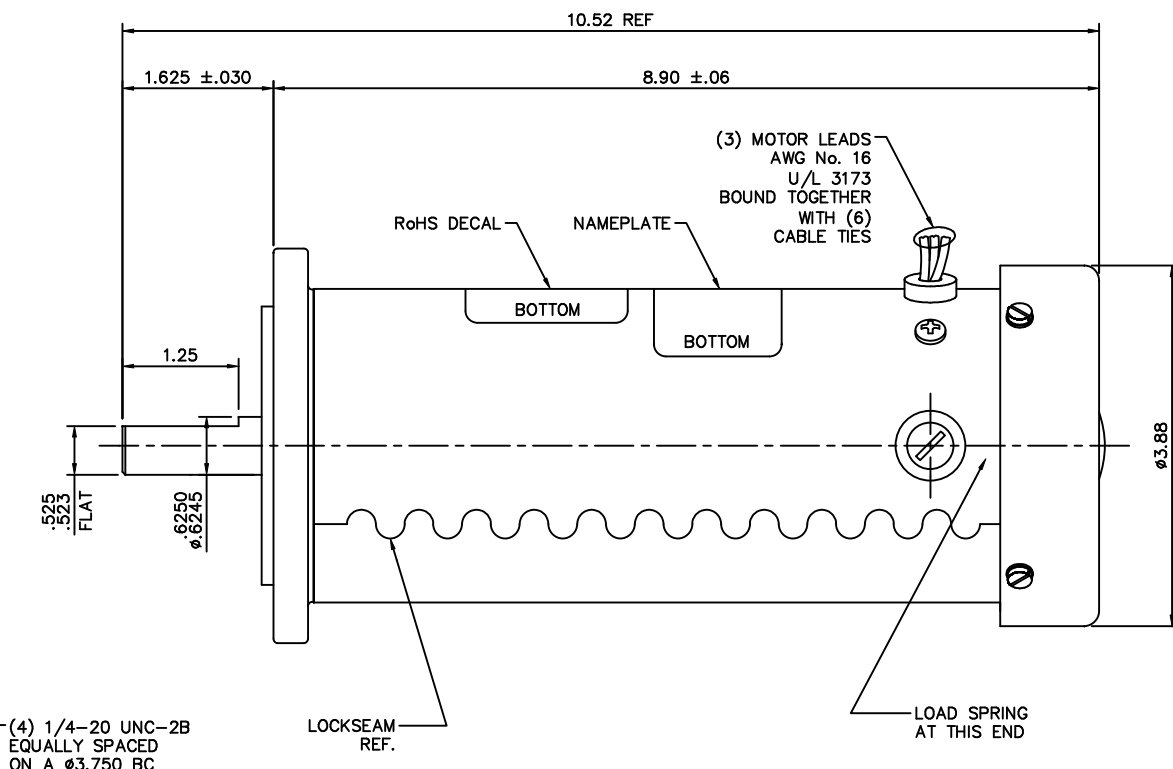 10.52 REF
1.625 ±.030
8.90 ±.06
(3) MOTOR LEADS
AWG No. 16
U/L 3173
BOUND TOGETHER
WITH (6)
CABLE TIES
RoHS DECAL
NAMEPLATE
BOTTOM
BOTTOM
1.25
ø3.88
.525
.523
FLAT
.6250
ø.6245
(4) 1/4-20 UNC-2B
EQUALLY SPACED
ON A ø3.750 BC
LOCKSEAM
REF.
LOAD SPRING
AT THIS END